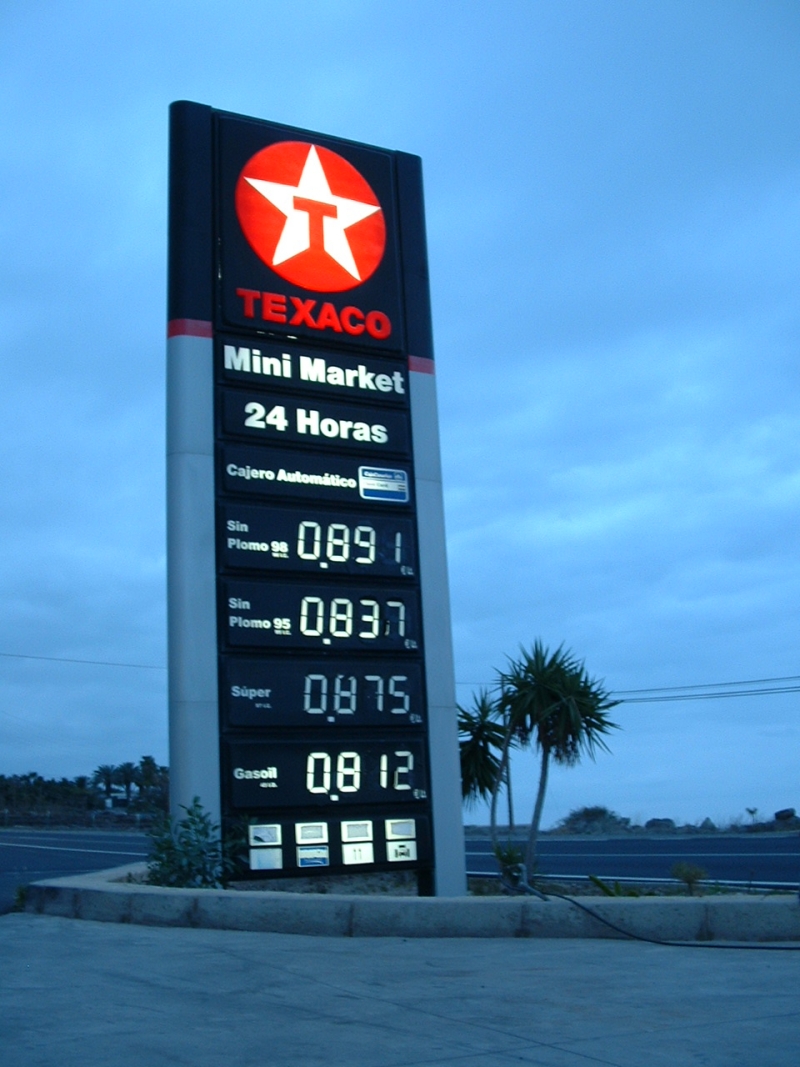 T
TEXACO
Mini Market
24 Horas
Cajero Automático
Sin
Plomo 98
0.891
Sin
Plomo 95
0.837
Súper
0.875
Gasoil
0.812